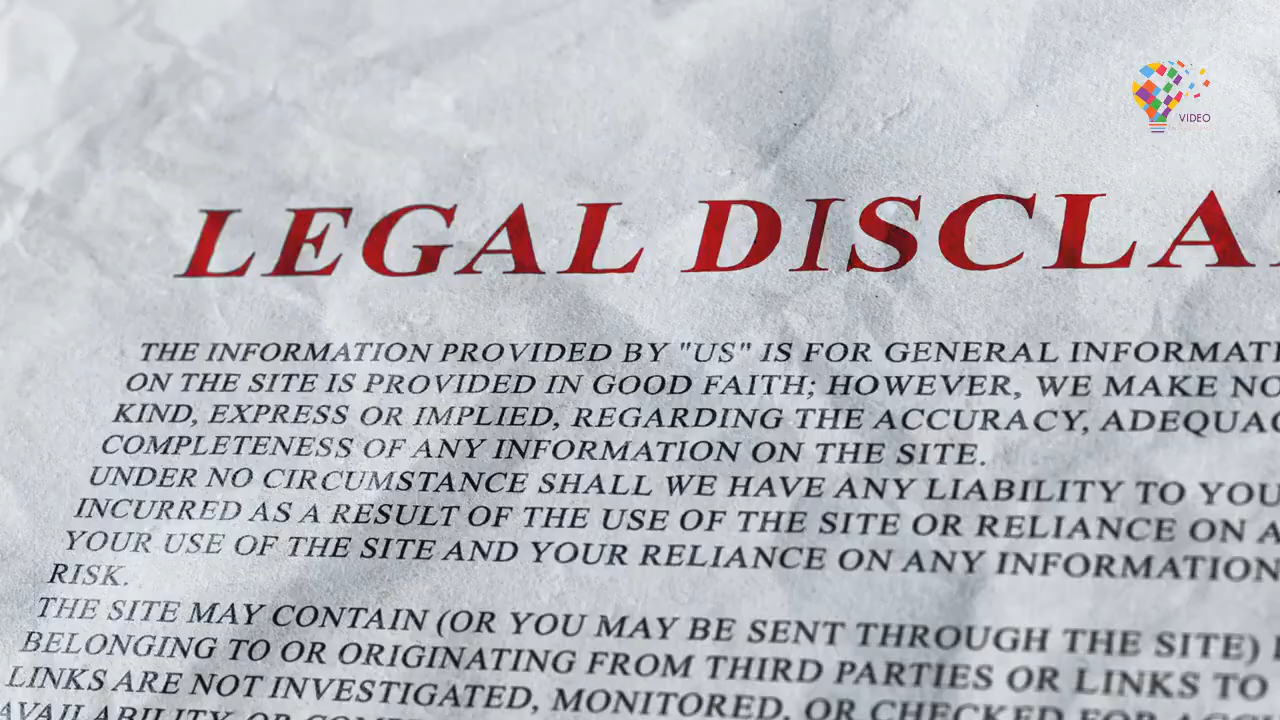 VIDEO
LEGAL DISCLA
THE INFORMATION PROVIDED BY "US" IS FOR GENERAL INFORMATI
ON THE SITE IS PROVIDED IN GOOD FAITH; HOWEVER, WE MAKE NO
KIND, EXPRESS OR IMPLIED, REGARDING THE ACCURACY, ADEQUAC
COMPLETENESS OF ANY INFORMATION ON THE SITE.
UNDER NO CIRCUMSTANCE SHALL WE HAVE ANY LIABILITY TO YOU
INCURRED AS A RESULT OF THE USE OF THE SITE OR RELIANCE ON A
YOUR USE OF THE SITE AND YOUR RELIANCE ON ANY INFORMATION
RISK.
THE SITE MAY CONTAIN (OR YOU MAY BE SENT THROUGH THE SITE)
BELONGING TO OR ORIGINATING FROM THIRD PARTIES OR LINKS TO
LINKS ARE NOT INVESTIGATED, MONITORED, OR CHECKED FOR
AVAILABILITY OR